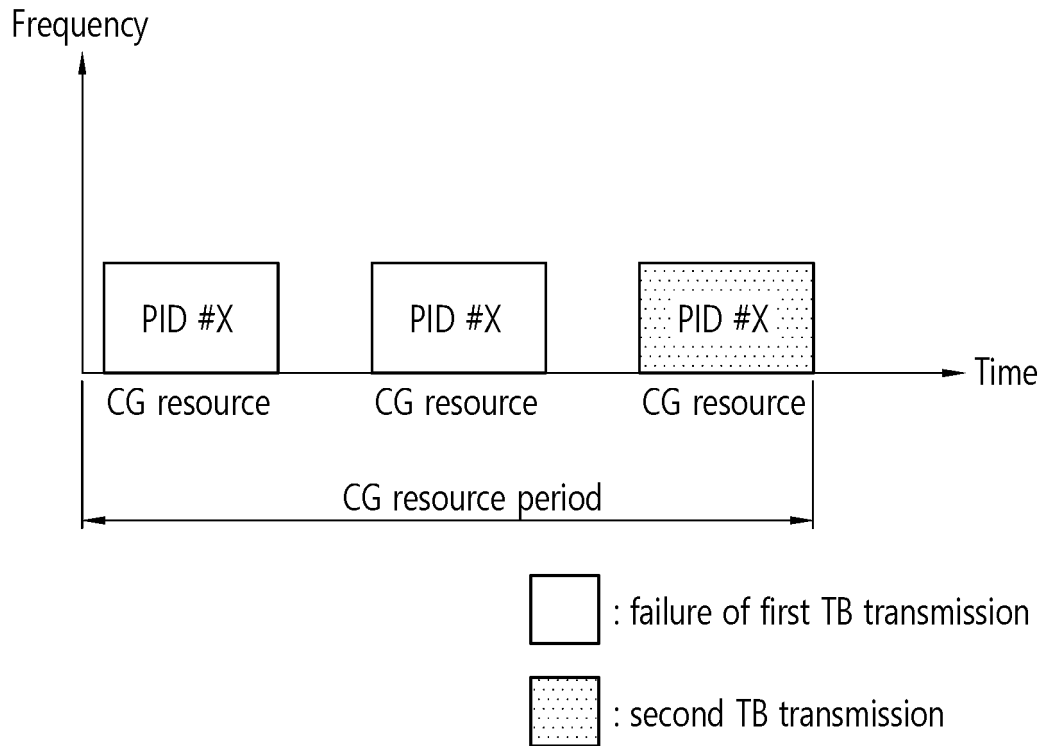 Frequency
PID #X PID #X PID #X
Time
CG resource CG resource CG resource
CG resource period
: failure of first TB transmission
: second TB transmission